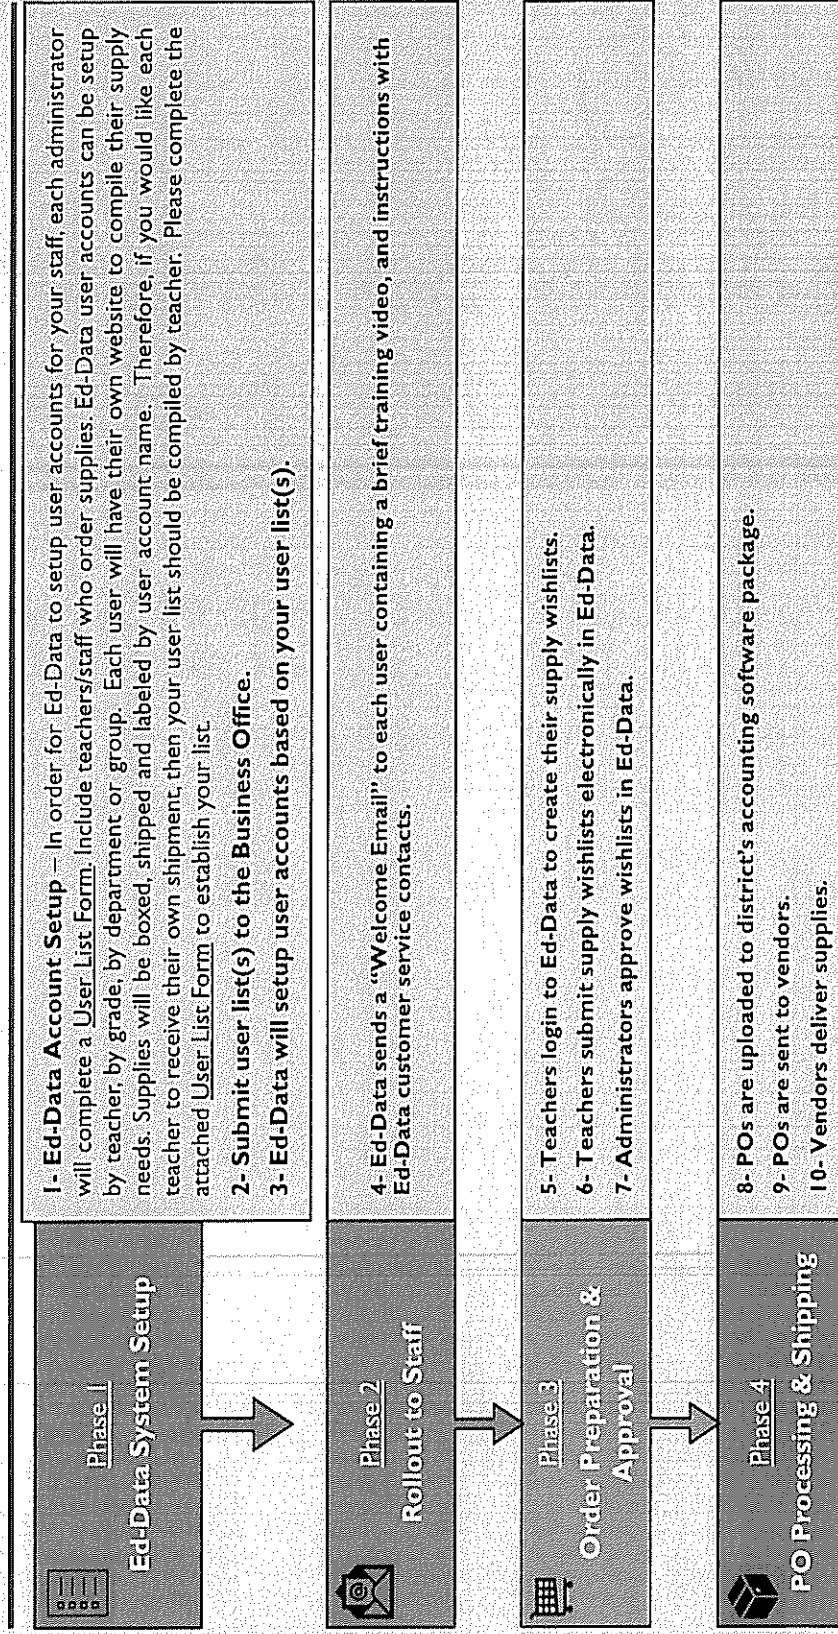 Phase 1
Ed-Data System Setup
1- Ed-Data Account Setup – In order for Ed-Data to setup user accounts for your staff, each administrator
will complete a User List Form. Include teachers/staff who order supplies. Ed-Data user accounts can be setup
by teacher, by grade, by department or group. Each user will have their own website to compile their supply
needs. Supplies will be boxed, shipped and labeled by user account name. Therefore, if you would like each
teacher to receive their own shipment, then your user list should be compiled by teacher. Please complete the
attached User List Form to establish your list.
2- Submit user list(s) to the Business Office.
3- Ed-Data will setup user accounts based on your user list(s).
Phase 2
Rollout to Staff
4- Ed-Data sends a “Welcome Email” to each user containing a brief training video, and instructions with
Ed-Data customer service contacts.
Phase 3
Order Preparation &
Approval
5- Teachers login to Ed-Data to create their supply wishlists.
6- Teachers submit supply wishlists electronically in Ed-Data.
7- Administrators approve wishlists in Ed-Data.
Phase 4
PO Processing & Shipping
8- POs are uploaded to district’s accounting software package.
9- POs are sent to vendors.
10- Vendors deliver supplies.